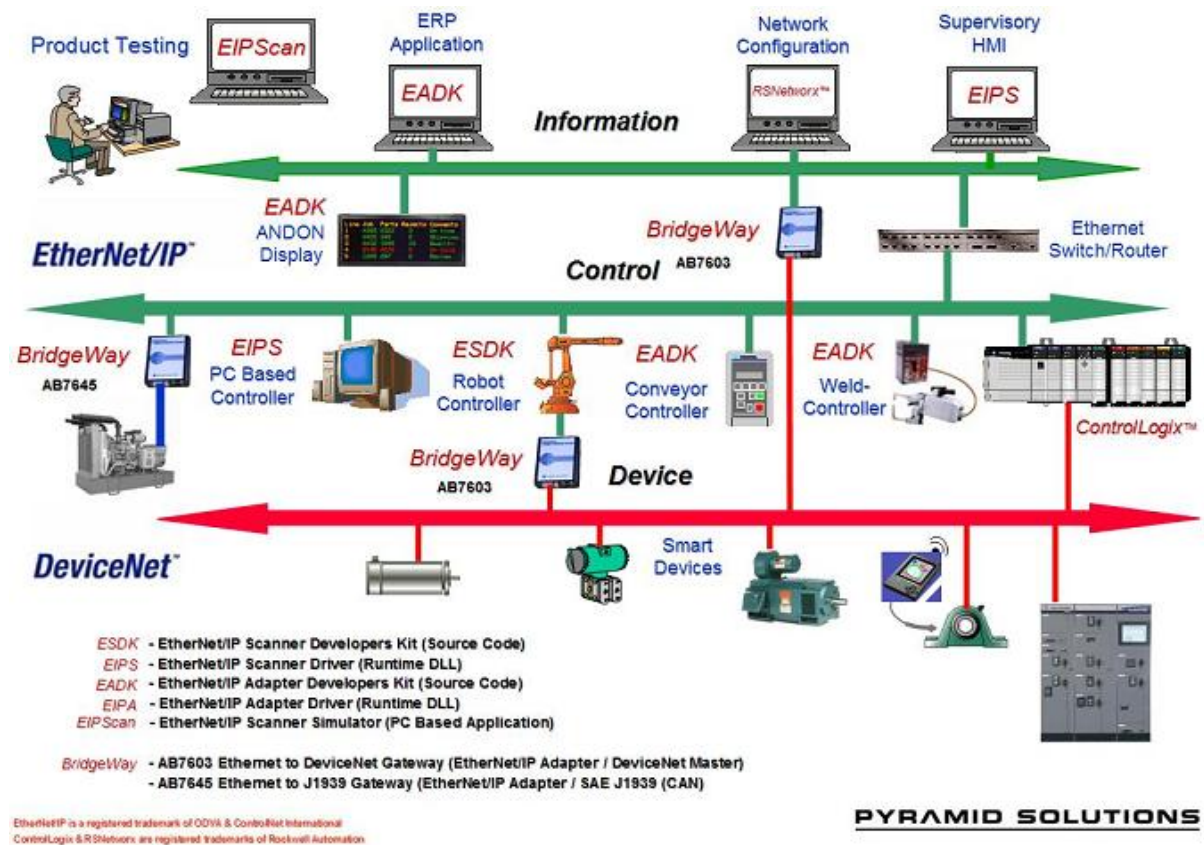 Product Testing
EIPScan
ERP
Application
EADK
Network
Configuration
RSNetworx™
Supervisory
HMI
EIPS
Information
EADK
ANDON
Display
BridgeWay
AB7603
Ethernet
Switch/Router
EtherNet/IP™
Control
BridgeWay
AB7645
EIPS
PC Based
Controller
ESDK
Robot
Controller
EADK
Conveyor
Controller
EADK
Weld-
Controller
ControlLogix™
BridgeWay
AB7603
Device
DeviceNet™
Smart
Devices
ESDK - EtherNet/IP Scanner Developers Kit (Source Code)
EIPS - EtherNet/IP Scanner Driver (Runtime DLL)
EADK - EtherNet/IP Adapter Developers Kit (Source Code)
EIPA - EtherNet/IP Adapter Driver (Runtime DLL)
EIPScan - EtherNet/IP Scanner Simulator (PC Based Application)
BridgeWay - AB7603 Ethernet to DeviceNet Gateway (EtherNet/IP Adapter / DeviceNet Master)
- AB7645 Ethernet to J1939 Gateway (EtherNet/IP Adapter / SAE J1939 (CAN)
EtherNet/IP is a registered trademark of ODVA & ControlNet International
ControlLogix & RSNetworx are registered trademarks of Rockwell Automation
PYRAMID SOLUTIONS